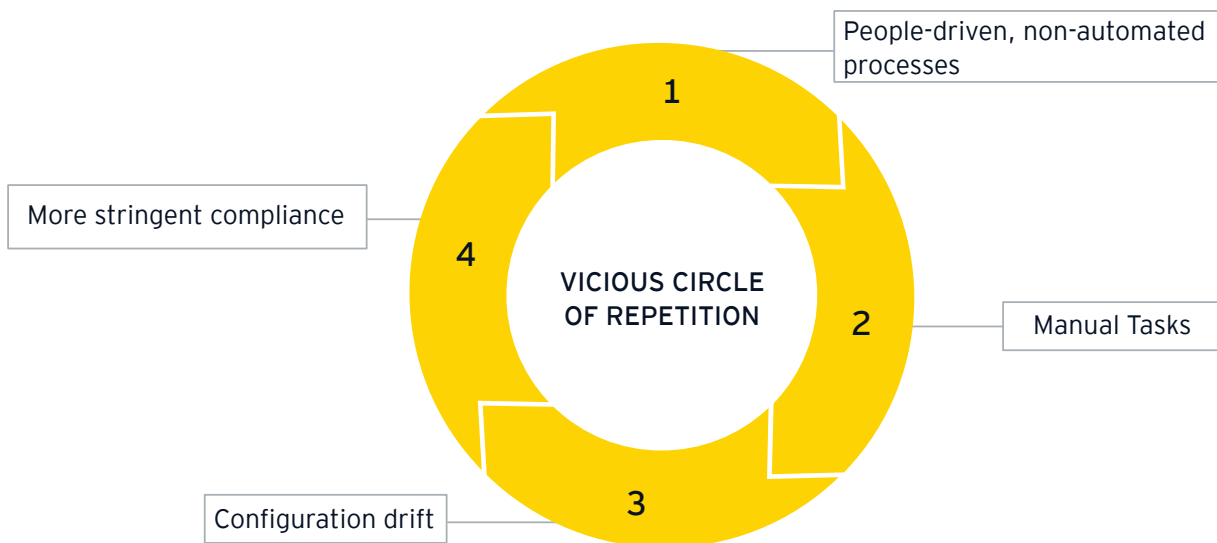 People-driven, non-automated
processes
1
More stringent compliance
4
VICIOUS CIRCLE
OF REPETITION
2
Manual Tasks
3
Configuration drift